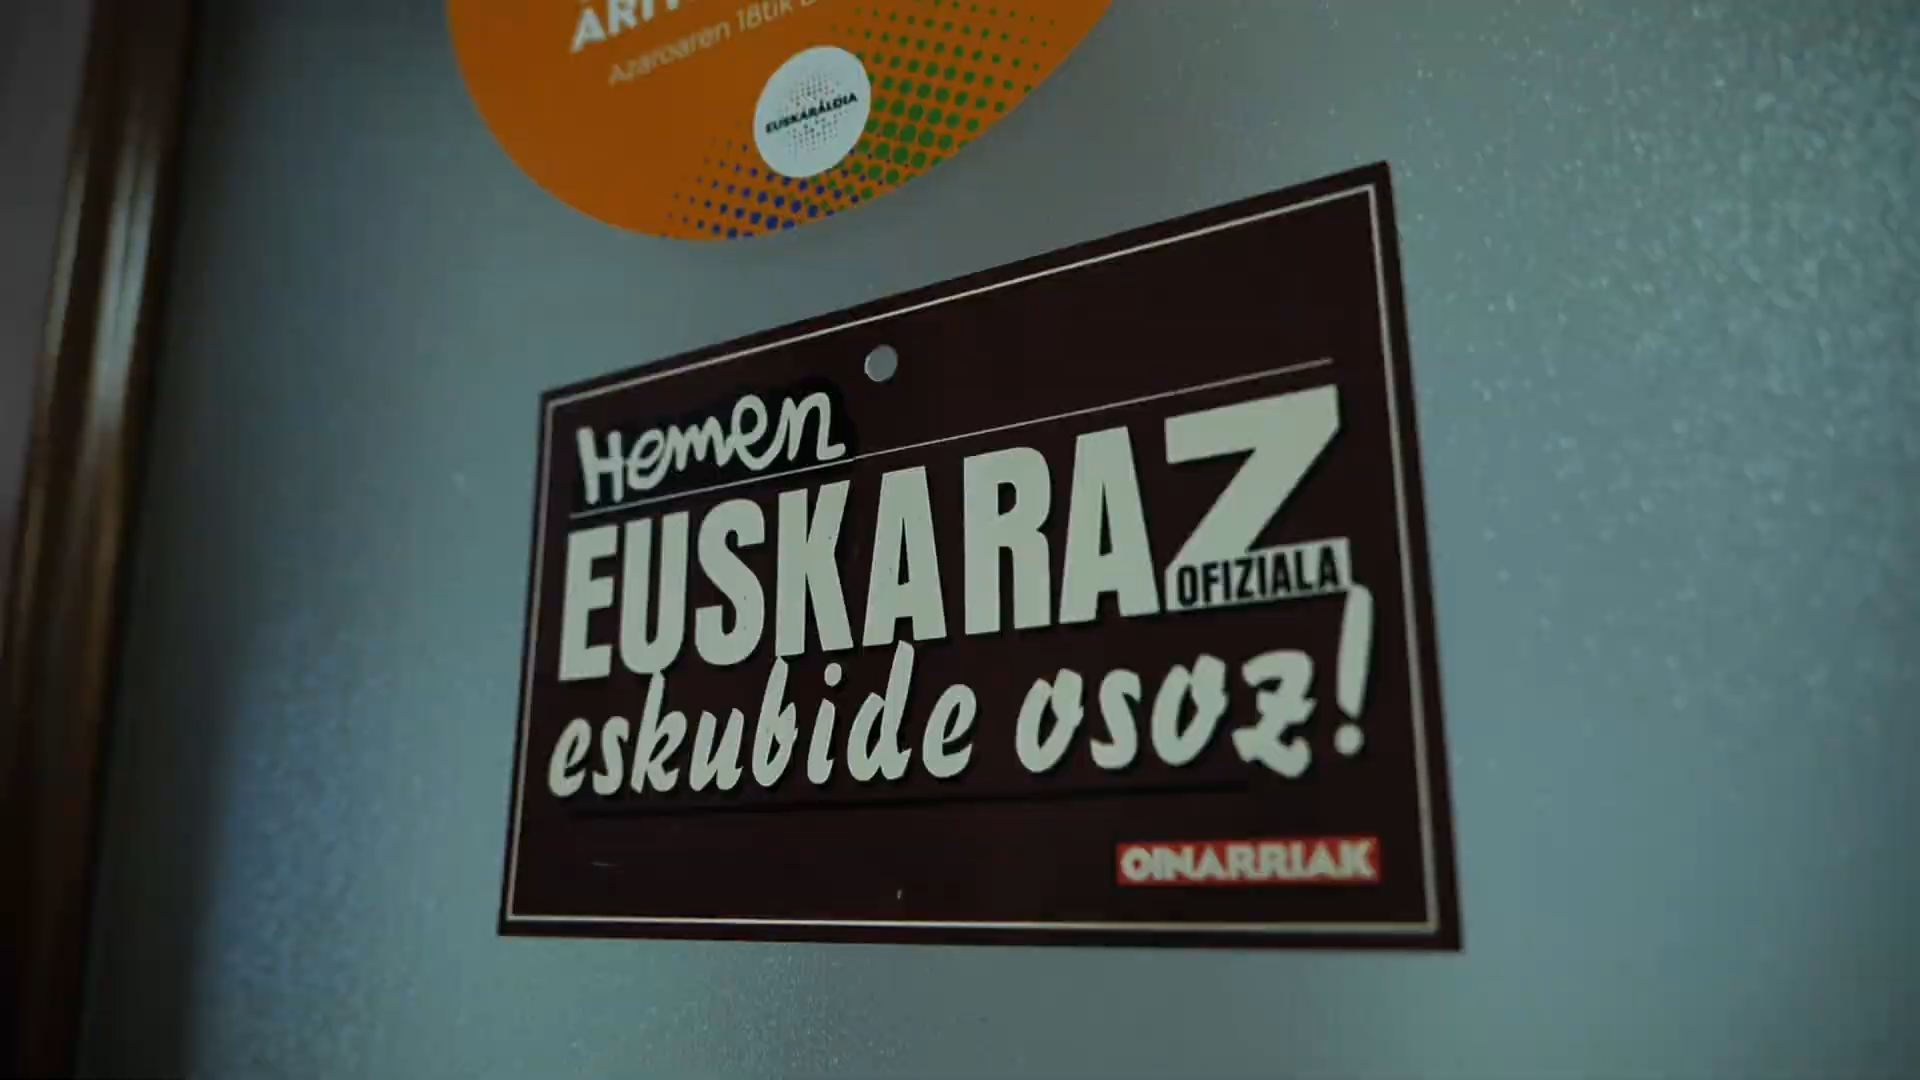 Azaroaren 18tik
EUSKARALDIA
Hemen
EUSKARAZ
OFIZIALA
eskubide osoz!
OINARRIAK